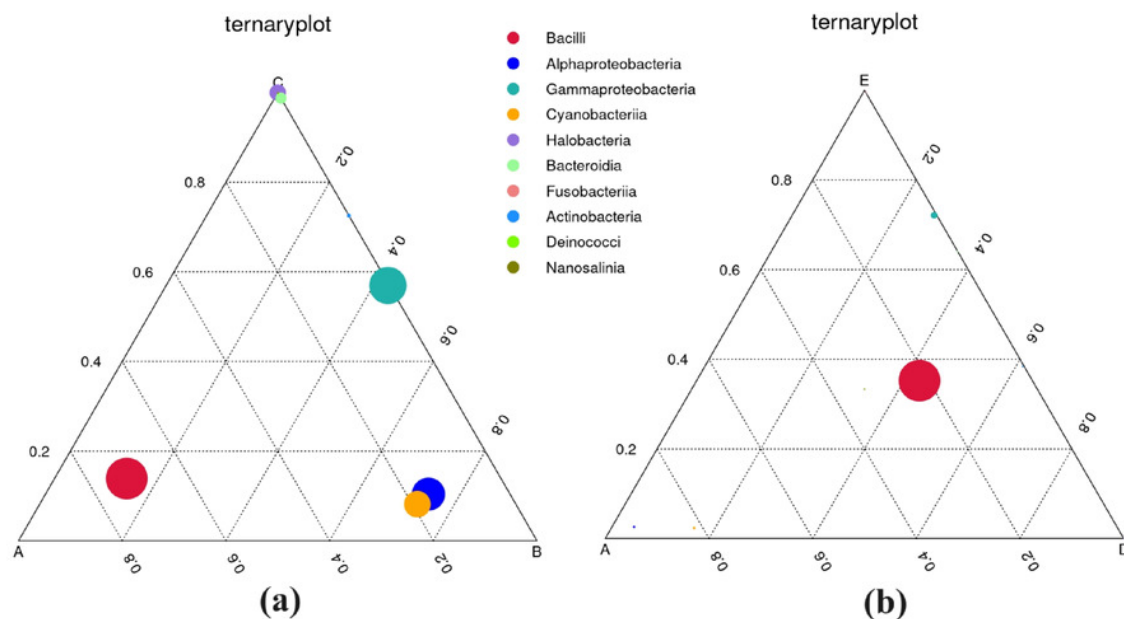 (a)
ternaryplot
C
0.2
0.8
0.4
0.6
0.6
0.4
0.8
0.2
A
B
0.8
0.6
0.4
0.2
(a)
Bacilli
Alphaproteobacteria
Gammaproteobacteria
Cyanobacteriia
Halobacteria
Bacteroidia
Fusobacteriia
Actinobacteria
Deinococci
Nanosalinia
ternaryplot
E
0.2
0.8
0.4
0.6
0.6
0.4
0.8
0.2
A
D
0.8
0.6
0.4
0.2
(b)